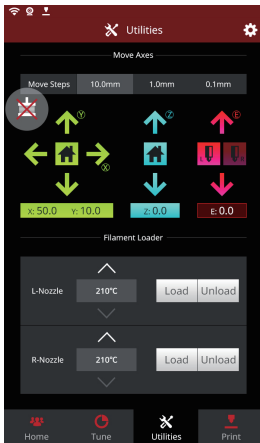 Utilities
Move Axes
Move Steps 10.0mm 1.0mm 0.1mm
Y Z E
X
X: 50.0 Y: 10.0 Z: 0.0 E: 0.0
Filament Loader
L-Nozzle 210°C Load Unload
R-Nozzle 210°C Load Unload
Home Tune Utilities Print